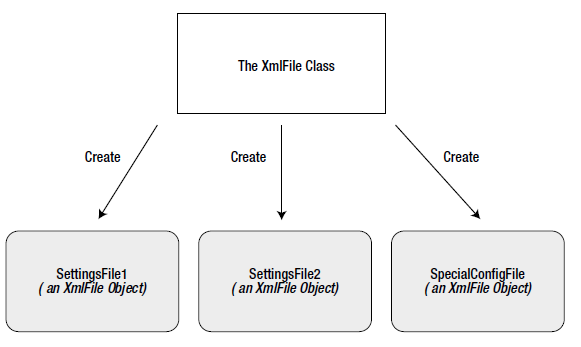 The XmlFile Class
Create
Create
Create
SettingsFile1
( an XmlFile Object)
SettingsFile2
( an XmlFile Object)
SpecialConfigFile
( an XmlFile Object)